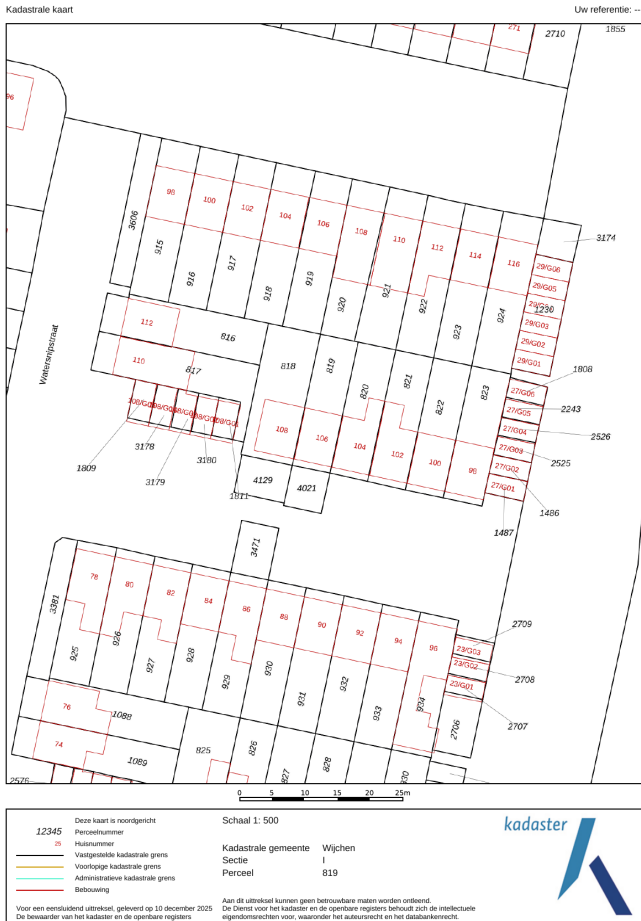 Kadastrale kaart
Uw referentie: --
271
2710
1855
96
3606
98
100
102
104
106
108
110
112
114
116
3174
915
916
917
918
919
920
921
922
923
924
29/G06
29/G05
1230
29/G03
29/G02
29/G01
Watersnipstraat
112
816
110
817
818
819
820
821
822
823
27/G06
27/G05
27/G04
27/G03
27/G02
27/G01
1808
2243
2526
2525
1486
1487
108
106
104
102
100
98
1809
3178
3179
3180
1811
4129
4021
3471
3381
78
80
82
84
86
88
90
92
94
96
925
926
927
928
929
930
931
932
933
934
23/G03
23/G02
23/G01
2709
2708
2707
2706
76
1088
74
1089
825
826
827
828
2576
0 5 10 15 20 25m
Deze kaart is noordgericht
12345 Perceelnummer
25 Huisnummer
Vastgestelde kadastrale grens
Voorlopige kadastrale grens
Administratieve kadastrale grens
Bebouwing
Voor een eensluidend uittreksel, geleverd op 10 december 2025
De bewaarder van het kadaster en de openbare registers
Schaal 1: 500
Kadastrale gemeente Wijchen
Sectie I
Perceel 819
Aan dit uittreksel kunnen geen betrouwbare maten worden ontleend.
De Dienst voor het kadaster en de openbare registers behoudt zich de intellectuele
eigendomsrechten voor, waaronder het auteursrecht en het databankenrecht.
kadaster